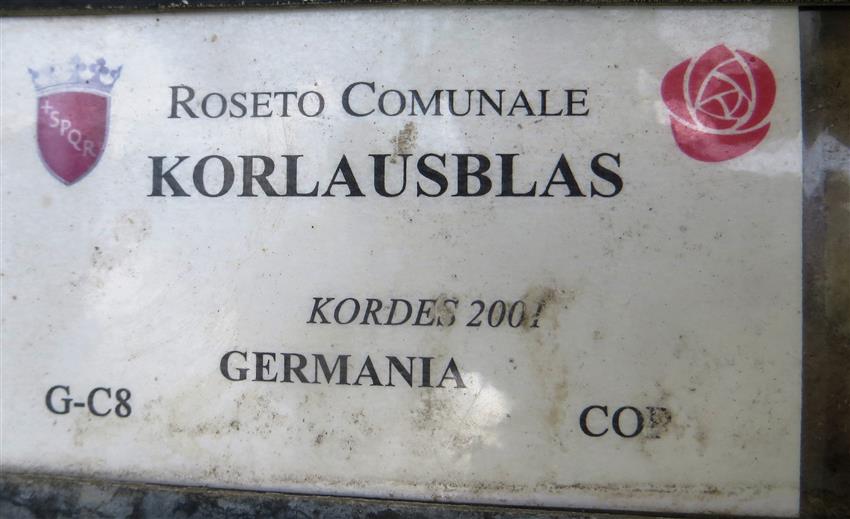 ROSETO COMUNALE
SPQR
KORLAUSBLAS
KORDES 2001
GERMANIA
G-C8
COP